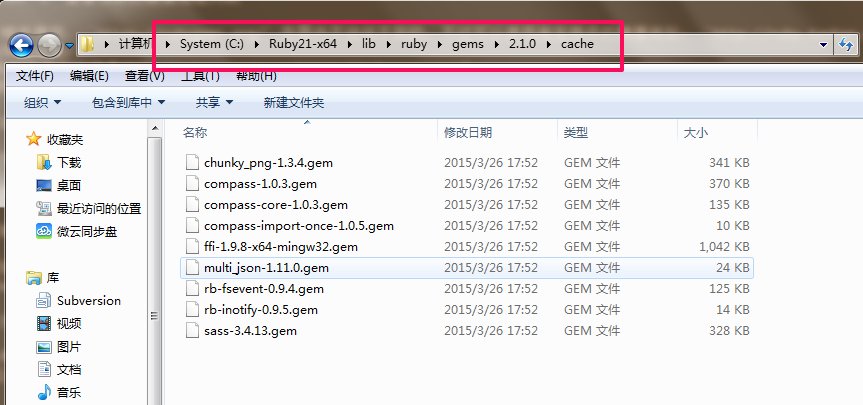 计算机 System (C:) Ruby21-x64 lib ruby gems 2.1.0 cache
文件(F) 编辑(E) 查看(V) 工具(T) 帮助(H)
组织 包含到库中 共享 新建文件夹
收藏夹
下载
桌面
最近访问的位置
微云同步盘
库
Subversion
视频
图片
文档
音乐
名称 修改日期 类型 大小
chunky_png-1.3.4.gem 2015/3/26 17:52 GEM 文件 341 KB
compass-1.0.3.gem 2015/3/26 17:52 GEM 文件 370 KB
compass-core-1.0.3.gem 2015/3/26 17:52 GEM 文件 135 KB
compass-import-once-1.0.5.gem 2015/3/26 17:52 GEM 文件 10 KB
ffi-1.9.8-x64-mingw32.gem 2015/3/26 17:52 GEM 文件 1,042 KB
multi_json-1.11.0.gem 2015/3/26 17:52 GEM 文件 24 KB
rb-fsevent-0.9.4.gem 2015/3/26 17:52 GEM 文件 125 KB
rb-inotify-0.9.5.gem 2015/3/26 17:52 GEM 文件 14 KB
sass-3.4.13.gem 2015/3/26 17:52 GEM 文件 328 KB